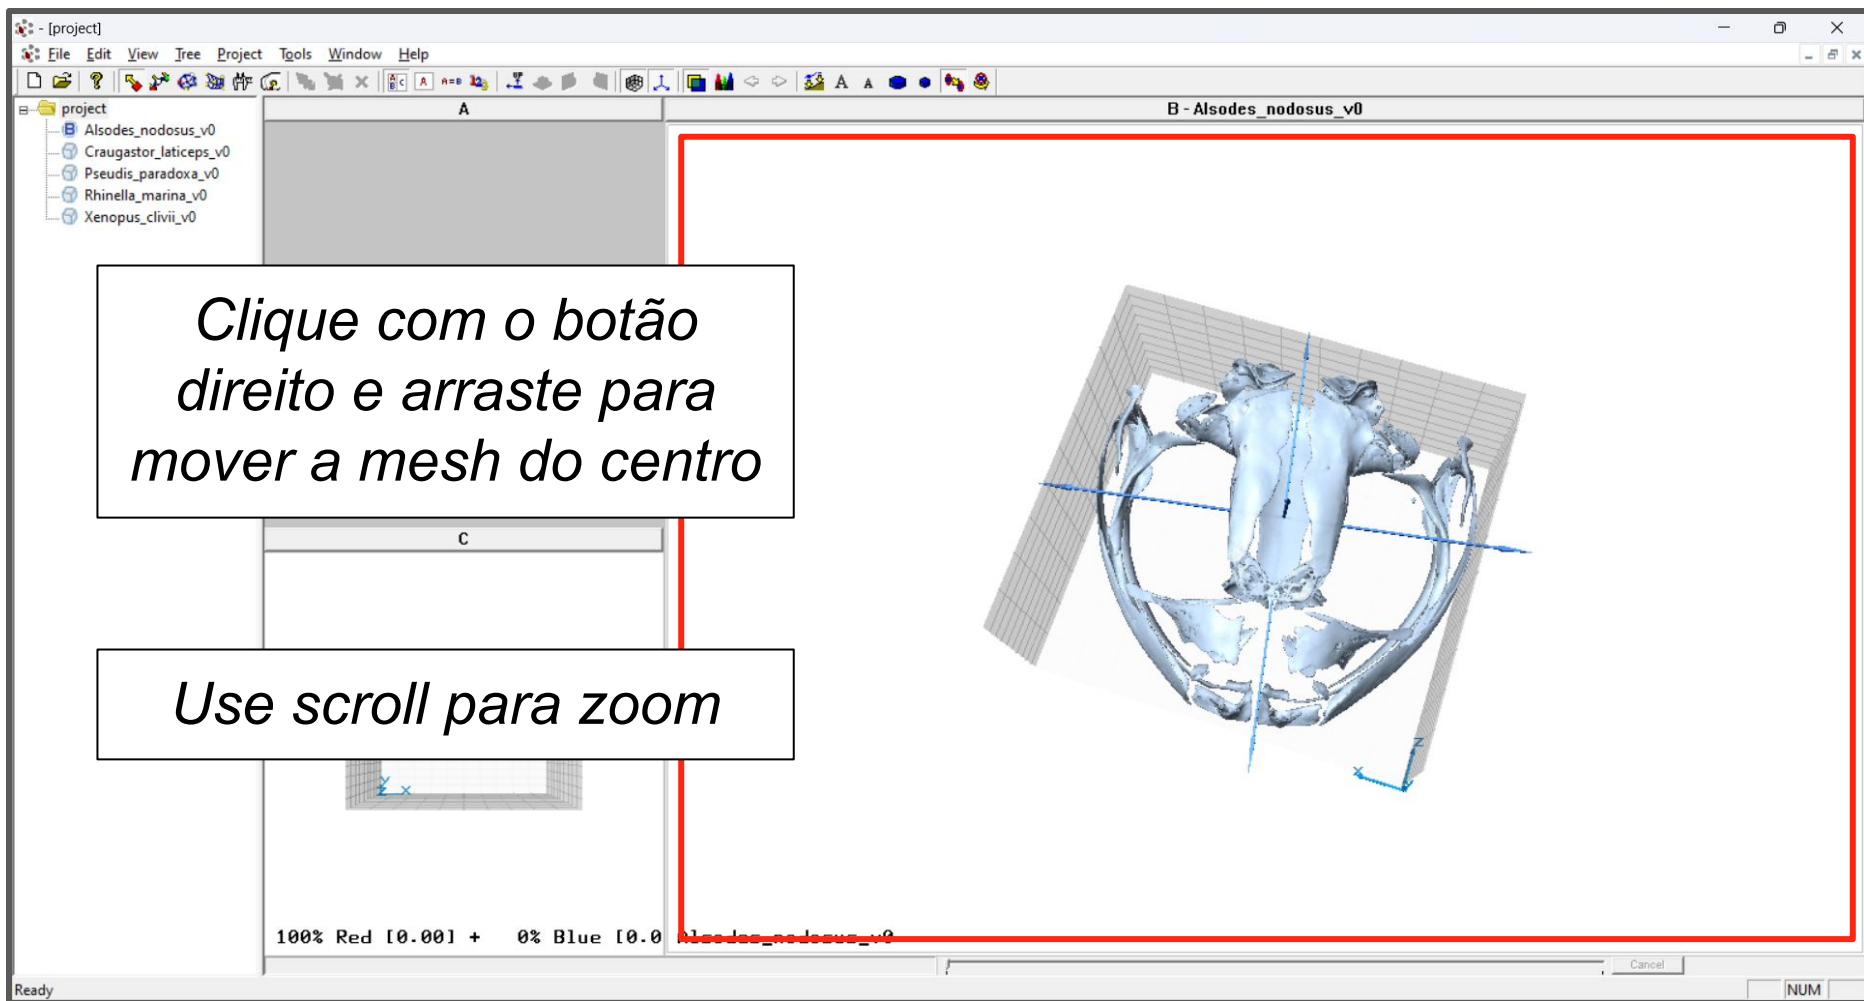 - [project]
File Edit View Tree Project Tools Window Help
project
Alsodes_nodosus_v0
Craugastor_laticeps_v0
Pseudis_paradoxa_v0
Rhinella_marina_v0
Xenopus_clivii_v0
A
B - Alsodes_nodosus_v0
Clique com o botão
direito e arraste para
mover a mesh do centro
C
Use scroll para zoom
Y
Z X
Z
X
Y
100% Red [0.00] + 0% Blue [0.0
Alsodes_nodosus_v0
Cancel
Ready
NUM